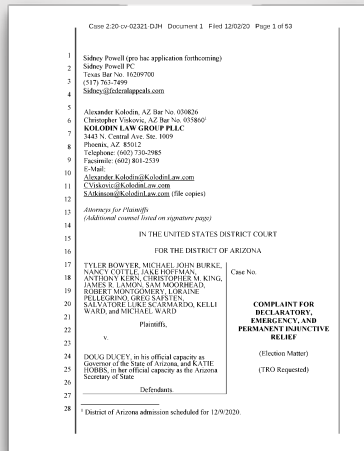 Case 2:20-cv-02321-DJH Document 1 Filed 12/02/20 Page 1 of 53
1 Sidney Powell (pro hac application forthcoming)
2 Sidney Powell PC
Texas Bar No. 16209700
3 (517) 763-7499
4 Sidney@federalappeals.com
5
Alexander Kolodin, AZ Bar No. 030826
6 Christopher Viskovic, AZ Bar No. 035860¹
7 KOLODIN LAW GROUP PLLC
3443 N. Central Ave. Ste. 1009
8 Phoenix, AZ 85012
9 Telephone: (602) 730-2985
Facsimile: (602) 801-2539
10 E-Mail:
Alexander.Kolodin@KolodinLaw.com
11 CViskovic@KolodinLaw.com
12 SAtkinson@KolodinLaw.com (file copies)
13 Attorneys for Plaintiffs
14 (Additional counsel listed on signature page)
15 IN THE UNITED STATES DISTRICT COURT
16 FOR THE DISTRICT OF ARIZONA
17 TYLER BOWYER, MICHAEL JOHN BURKE,
NANCY COTTLE, JAKE HOFFMAN, Case No.
18 ANTHONY KERN, CHRISTOPHER M. KING,
JAMES R. LAMON, SAM MOORHEAD,
19 ROBERT MONTGOMERY, LORAINE
PELLEGRINO, GREG SAFSTEN,
20 SALVATORE LUKE SCARMARDO, KELLI
WARD, and MICHAEL WARD
21
Plaintiffs,
22
v.
23
24 DOUG DUCEY, in his official capacity as
Governor of the State of Arizona, and KATIE
25 HOBBS, in her official capacity as the Arizona
Secretary of State
26
Defendants.
27
COMPLAINT FOR
DECLARATORY,
EMERGENCY, AND
PERMANENT INJUNCTIVE
RELIEF
(Election Matter)
(TRO Requested)
28 ¹ District of Arizona admission scheduled for 12/9/2020.